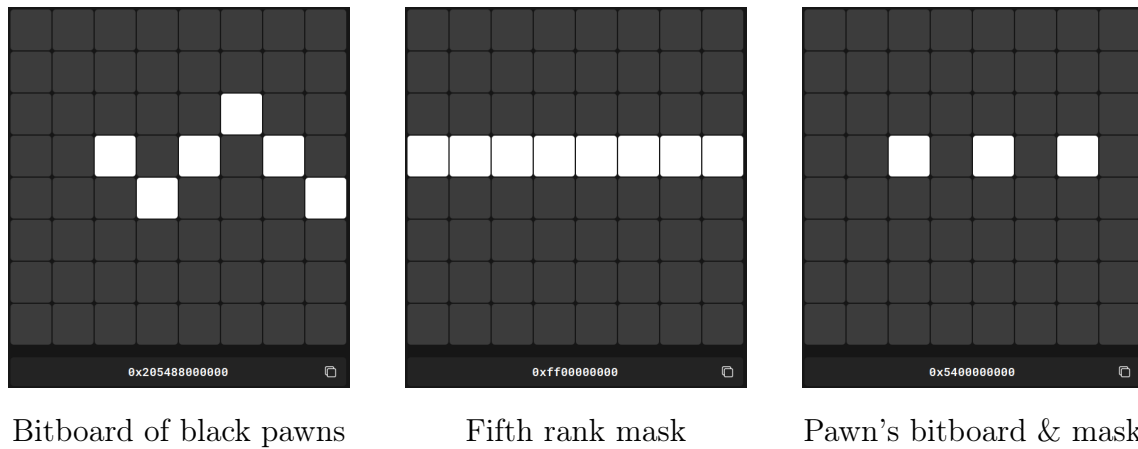 0x205488000000
0xff00000000
0x5400000000
Bitboard of black pawns
Fifth rank mask
Pawn's bitboard & mask